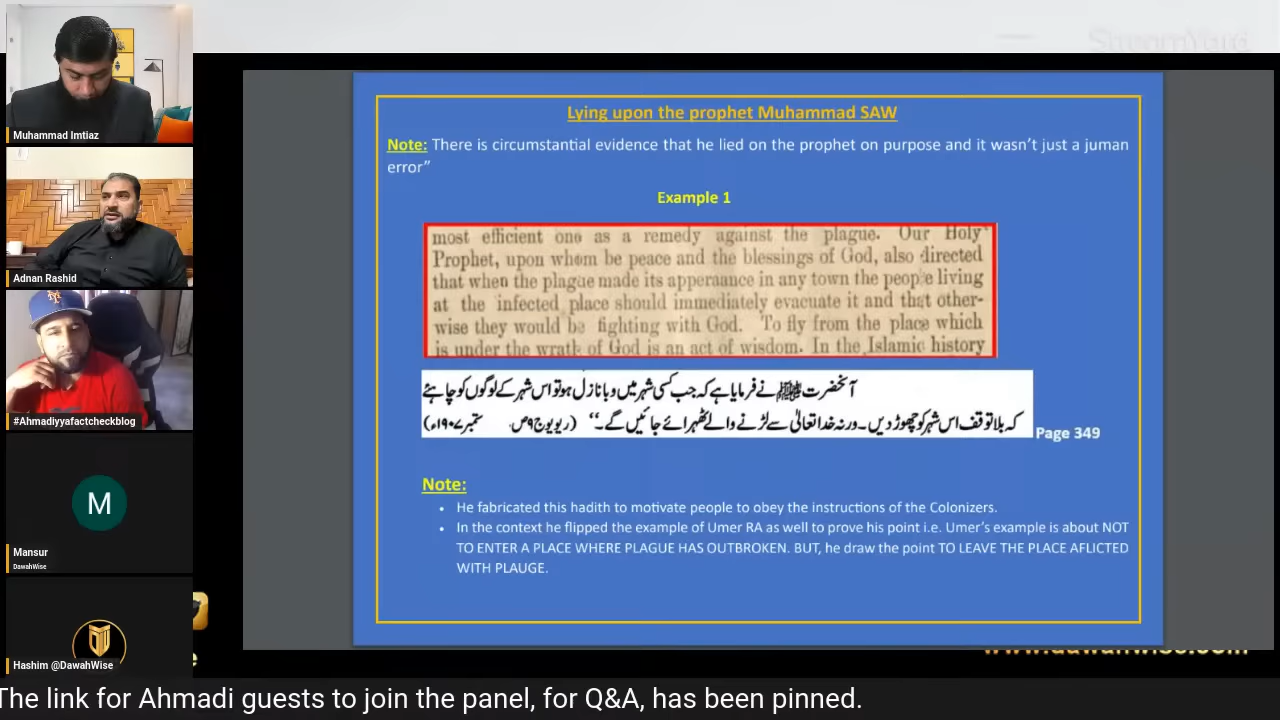 StreamYard
Muhammad Imtiaz
Adnan Rashid
#Ahmadiyyafactcheckblog
M
Mansur
DawahWise
Hashim @DawahWise
Lying upon the prophet Muhammad SAW
Note: There is circumstantial evidence that he lied on the prophet on purpose and it wasn't just a juman
error”
Example 1
most efficient one as a remedy against the plague. Our Holy
Prophet, upon whom be peace and the blessings of God, also directed
that when the plague made its apperaance in any town the people living
at the infected place should immediately evacuate it and that other-
wise they would be fighting with God. To fly from the place which
is under the wrath of God is an act of wisdom. In the Islamic history
آنحضرت ﷺ نے فرمایا ہے کہ جب کسی شہر میں وبا نازل ہو تو اس شہر کے لوگوں کو چاہئے
کہ بلا توقف اس شہر کو چھوڑ دیں۔ ورنہ خدا تعالیٰ سے لڑنے والے ٹھہرائے جائیں گے۔‘‘ (ریویو ج۹ ص ستمبر ۱۹۰۷ء)
Page 349
Note:
• He fabricated this hadith to motivate people to obey the instructions of the Colonizers.
• In the context he flipped the example of Umer RA as well to prove his point i.e. Umer's example is about NOT
TO ENTER A PLACE WHERE PLAGUE HAS OUTBROKEN. BUT, he draw the point TO LEAVE THE PLACE AFLICTED
WITH PLAUGE.
www.dawahwise.com
The link for Ahmadi guests to join the panel, for Q&A, has been pinned.